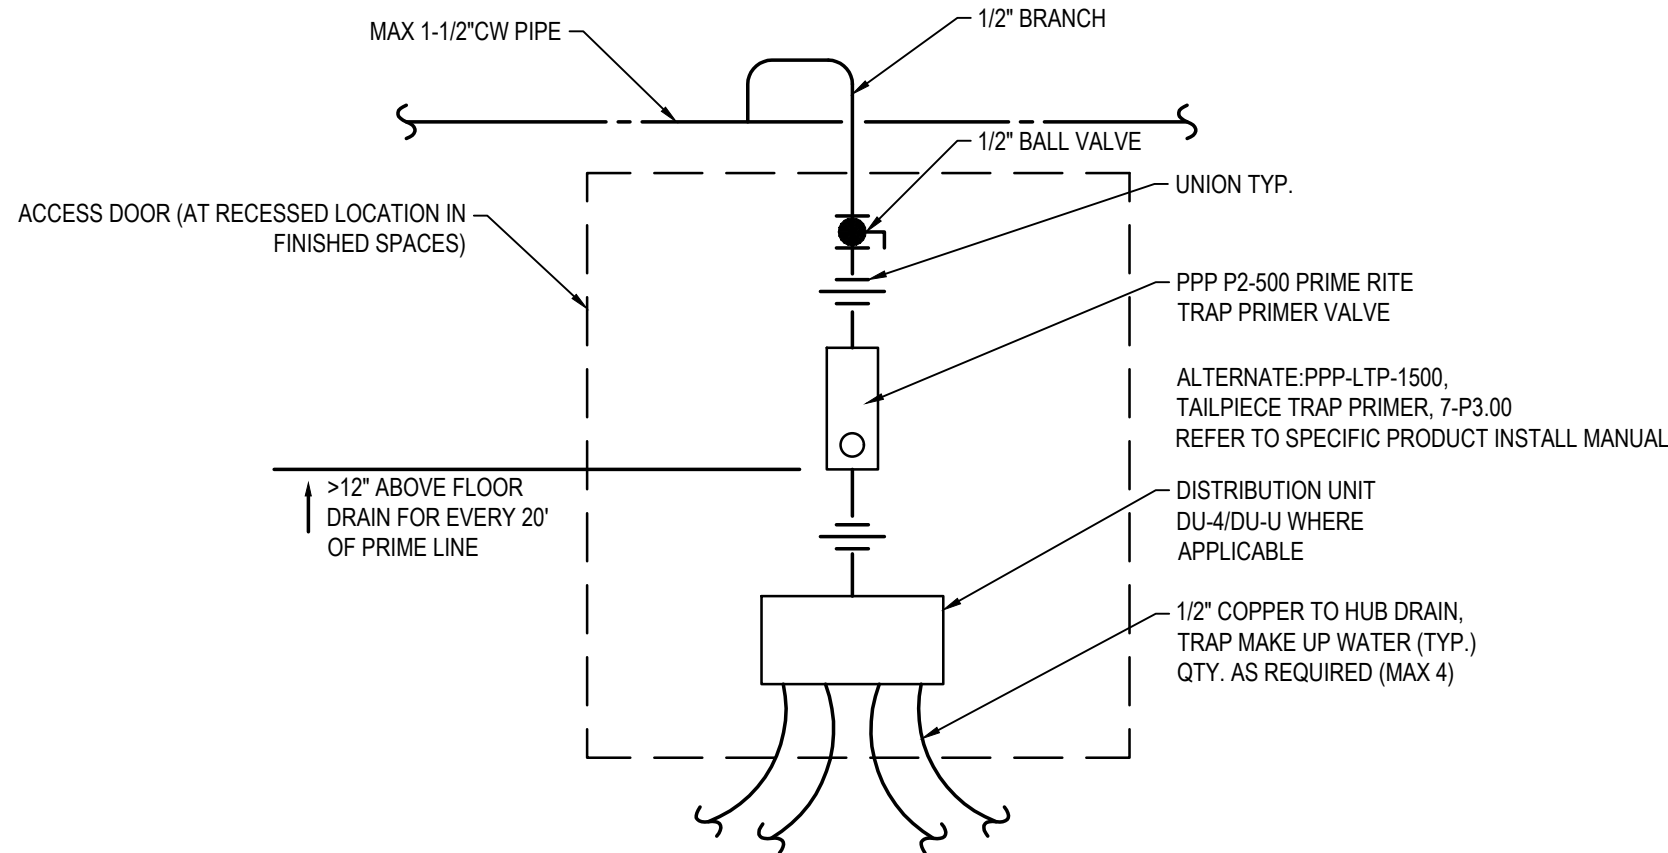 MAX 1-1/2"CW PIPE
1/2" BRANCH
1/2" BALL VALVE
UNION TYP.
ACCESS DOOR (AT RECESSED LOCATION IN
FINISHED SPACES)
PPP P2-500 PRIME RITE
TRAP PRIMER VALVE
ALTERNATE:PPP-LTP-1500,
TAILPIECE TRAP PRIMER, 7-P3.00
REFER TO SPECIFIC PRODUCT INSTALL MANUAL
>12" ABOVE FLOOR
DRAIN FOR EVERY 20'
OF PRIME LINE
DISTRIBUTION UNIT
DU-4/DU-U WHERE
APPLICABLE
1/2" COPPER TO HUB DRAIN,
TRAP MAKE UP WATER (TYP.)
QTY. AS REQUIRED (MAX 4)